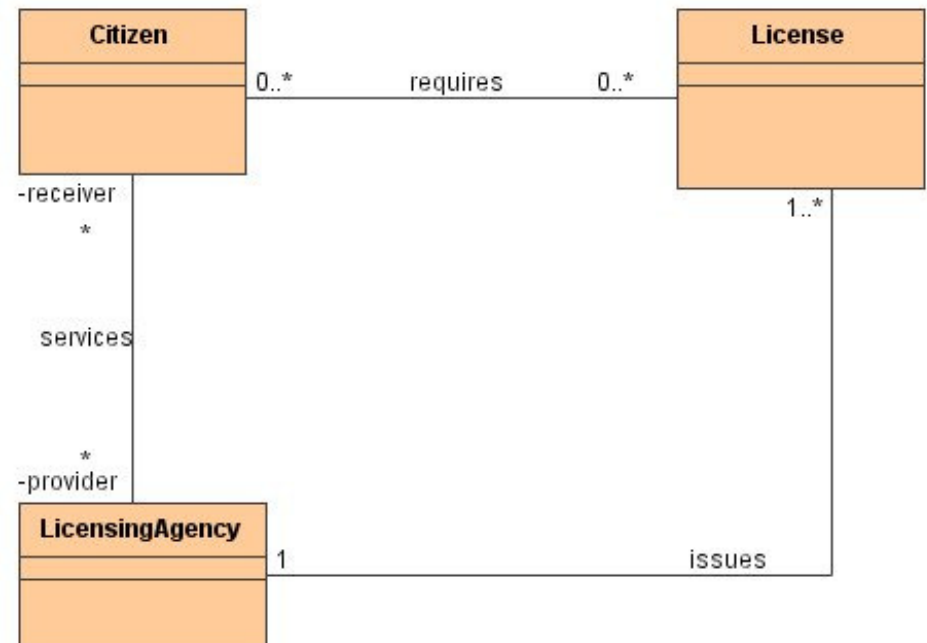 Citizen
License
0..*
requires
0..*
-receiver
*
1..*
services
*
-provider
LicensingAgency
1
issues